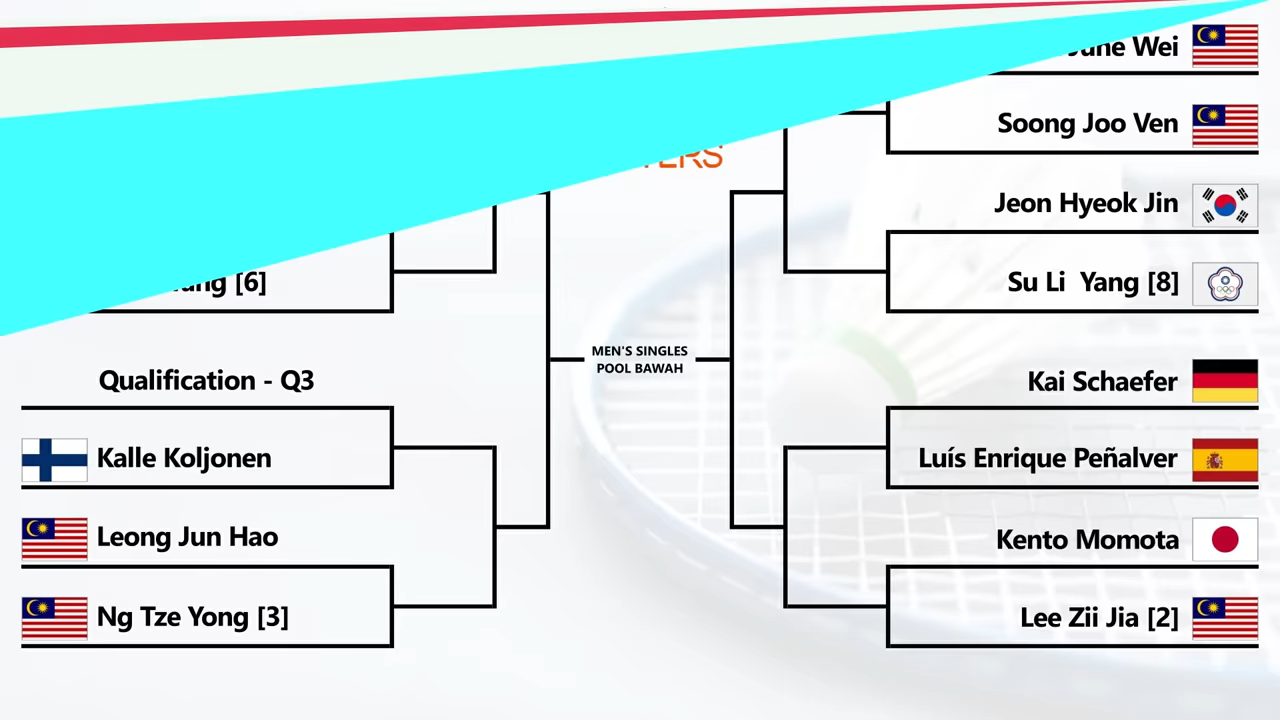 Wei
Soong Joo Ven
Jeon Hyeok Jin
[6]
Su Li Yang [8]
MEN'S SINGLES
POOL BAWAH
Qualification - Q3
Kai Schaefer
Kalle Koljonen
Luís Enrique Peñalver
Leong Jun Hao
Kento Momota
Ng Tze Yong [3]
Lee Zii Jia [2]